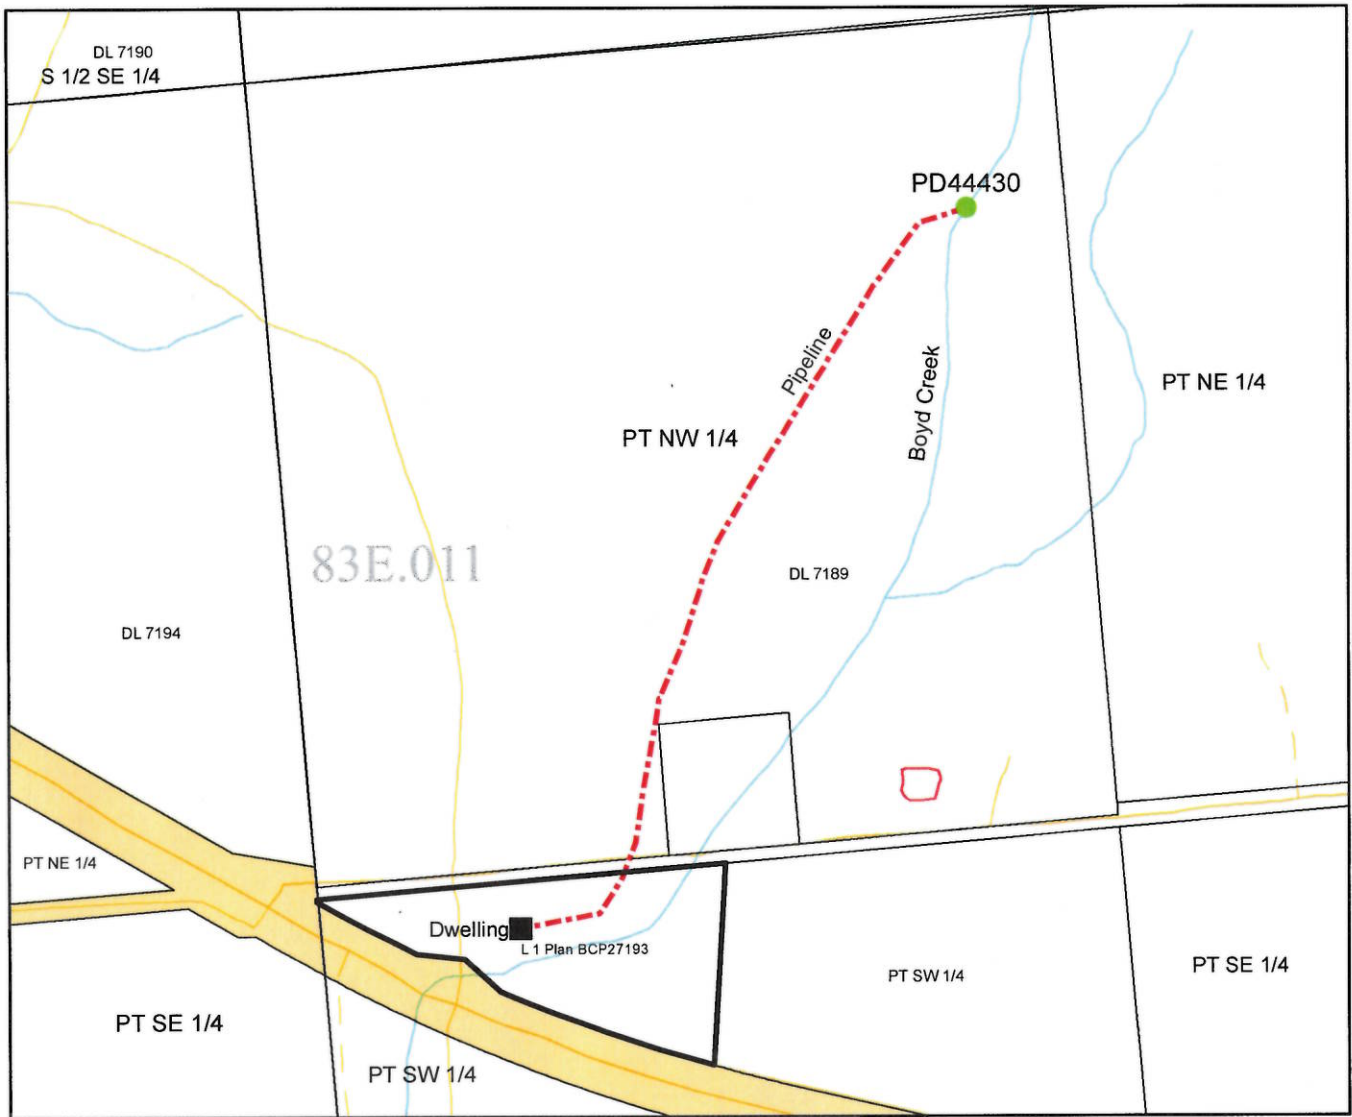 DL 7190
S 1/2 SE 1/4
PD44430
Pipeline
Boyd Creek
PT NE 1/4
PT NW 1/4
83E.011
DL 7189
DL 7194
PT NE 1/4
Dwelling
L 1 Plan BCP27193
PT SW 1/4
PT SE 1/4
PT SE 1/4
PT SW 1/4